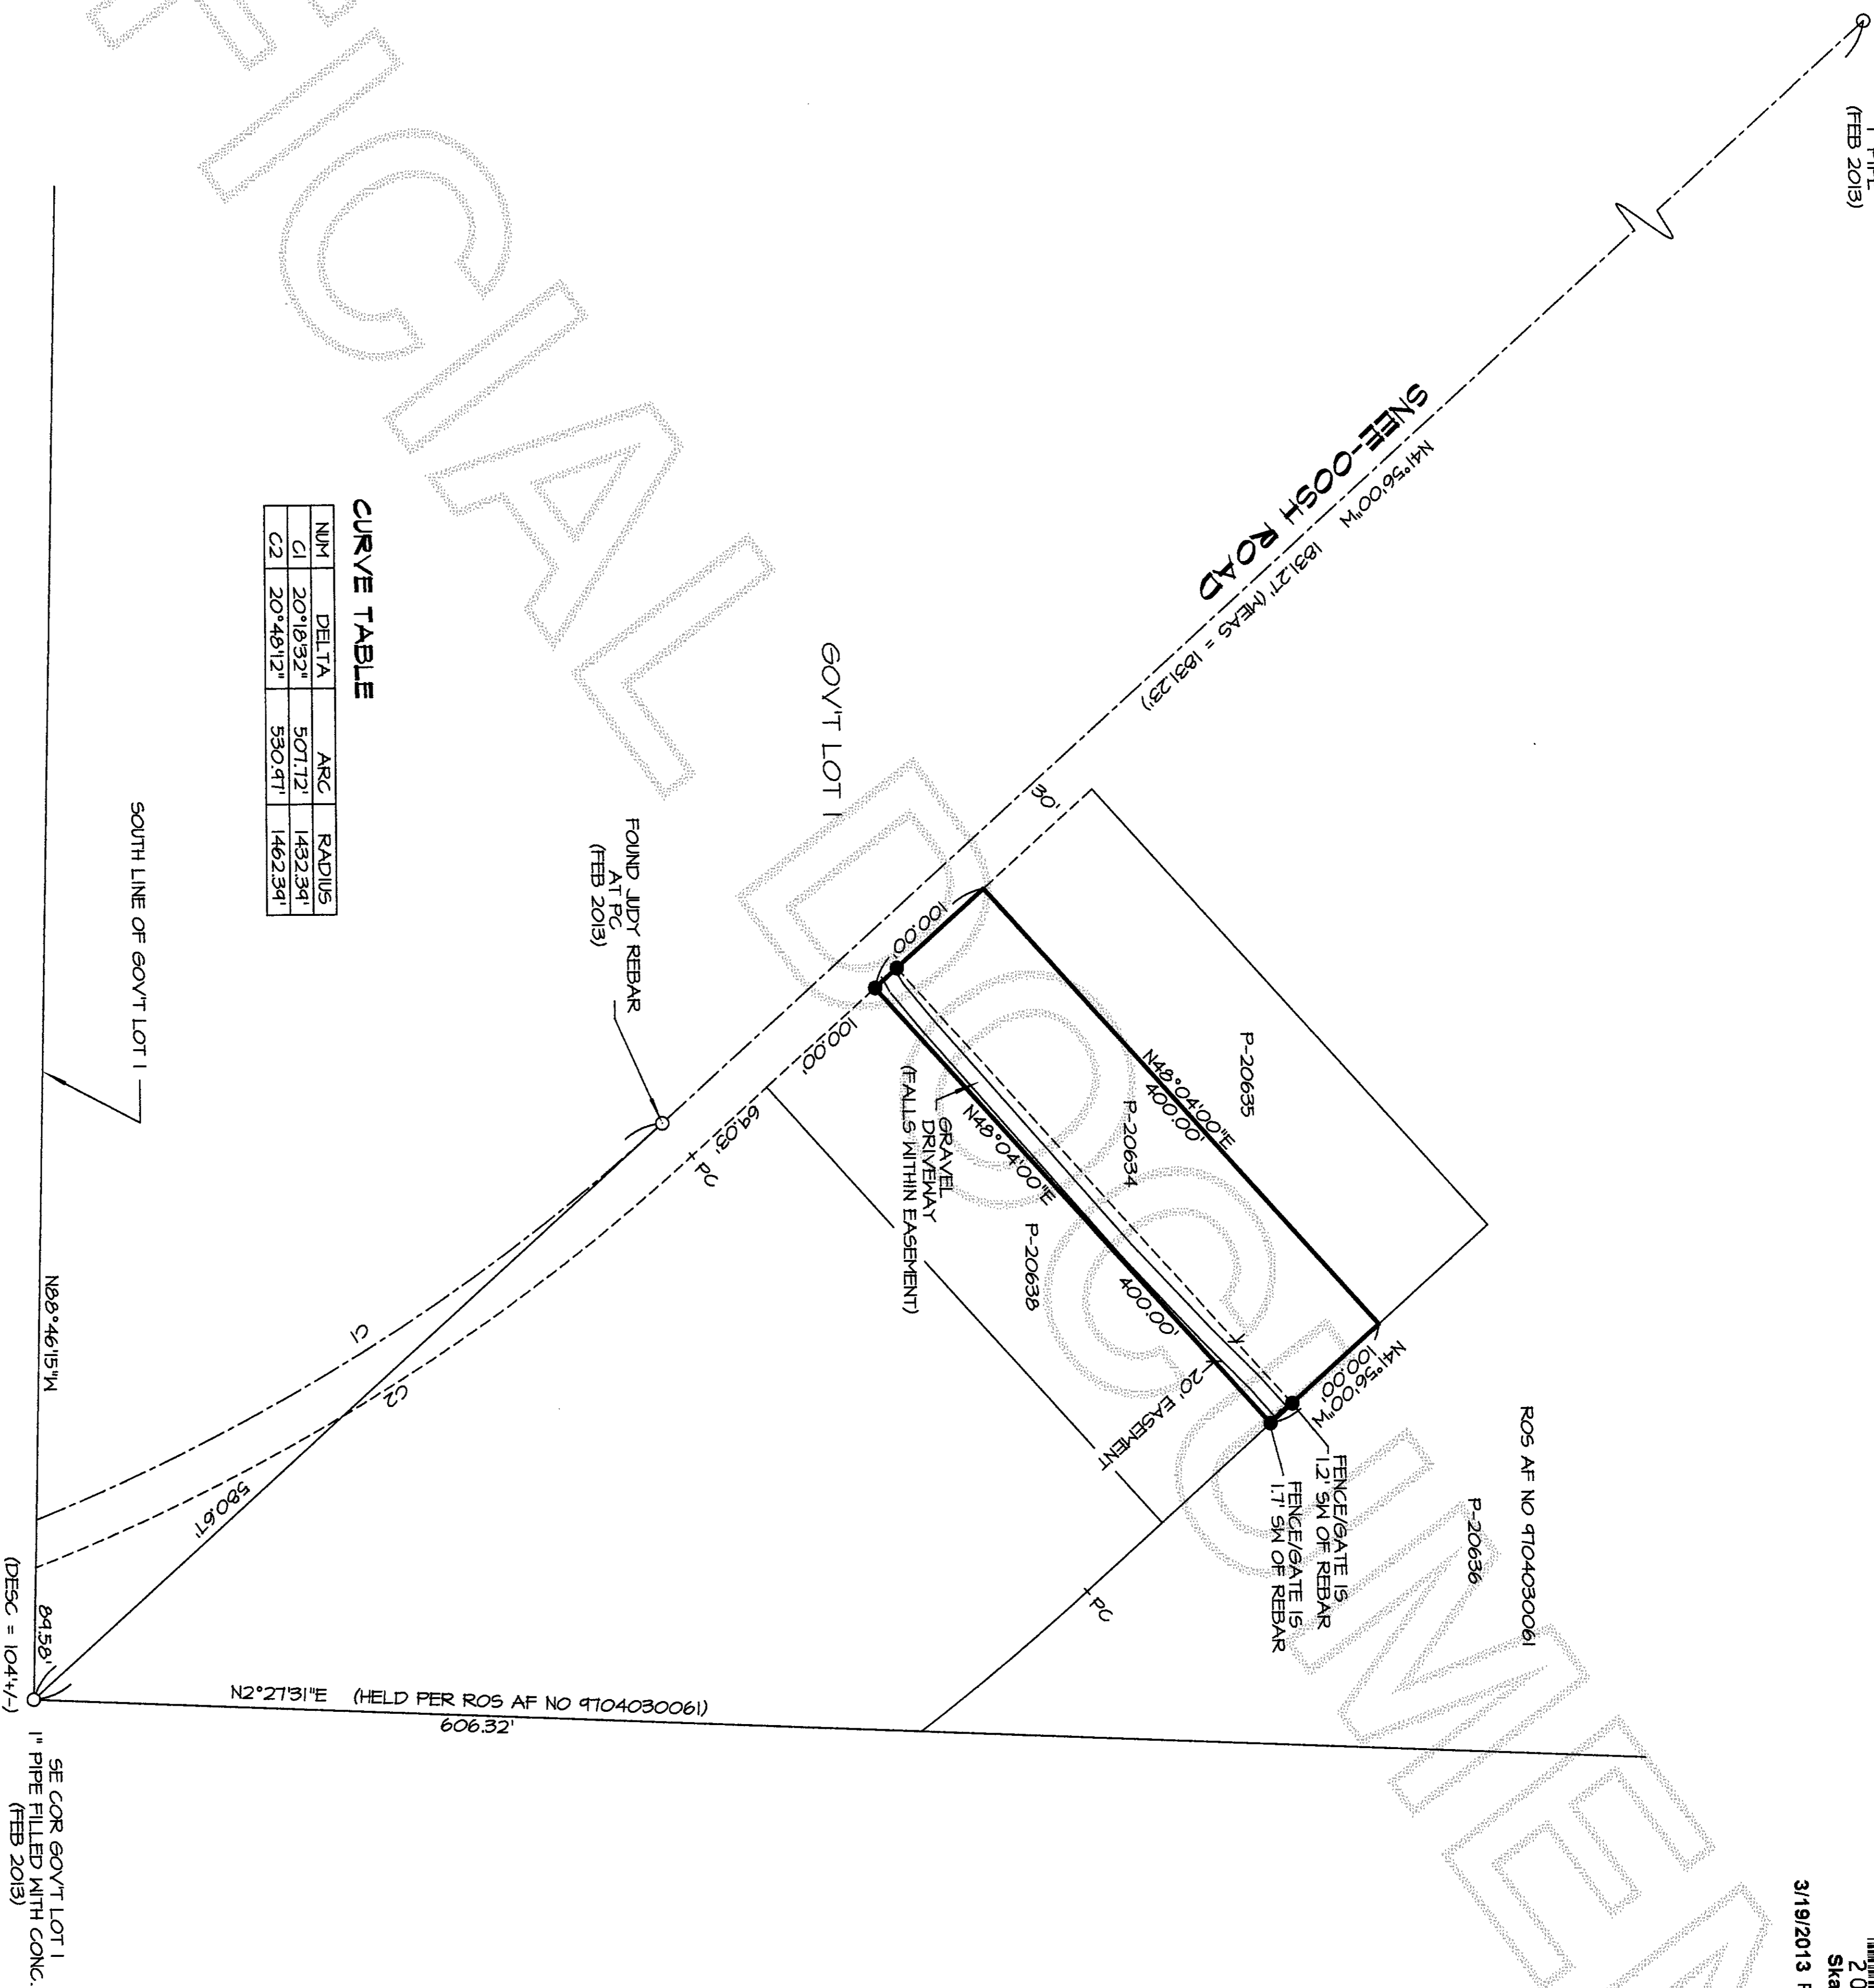 (FEB 2013)
SNEE-OOSH ROAD
N41°56'00"W
1831.27' (MEAS = 1831.23')
30'
GOV'T LOT 1
100.00'
P-20635
N48°04'00"E
400.00'
P-20634
GRAVEL
DRIVEWAY
(FALLS WITHIN EASEMENT)
N48°04'00"E
400.00'
P-20638
20' EASEMENT
N41°56'00"W
100.00'
ROS AF NO 9704030061
P-20636
FENCE/GATE IS
1.2' SW OF REBAR
FENCE/GATE IS
1.7' SW OF REBAR
PC
100.00'
69.03'
PC
FOUND JUDY REBAR
AT PC
(FEB 2013)
CURVE TABLE
NUM DELTA ARC RADIUS
C1 20°18'32" 507.72' 1432.39'
C2 20°48'12" 530.97' 1462.39'
C1
C2
580.67'
SOUTH LINE OF GOV'T LOT 1
N88°46'15"W
89.58'
(DESC = 104'+/-)
N2°27'31"E (HELD PER ROS AF NO 9704030061)
606.32'
SE COR GOV'T LOT 1
1" PIPE FILLED WITH CONC.
(FEB 2013)
3/19/2013
FICIAL DOCUMEN